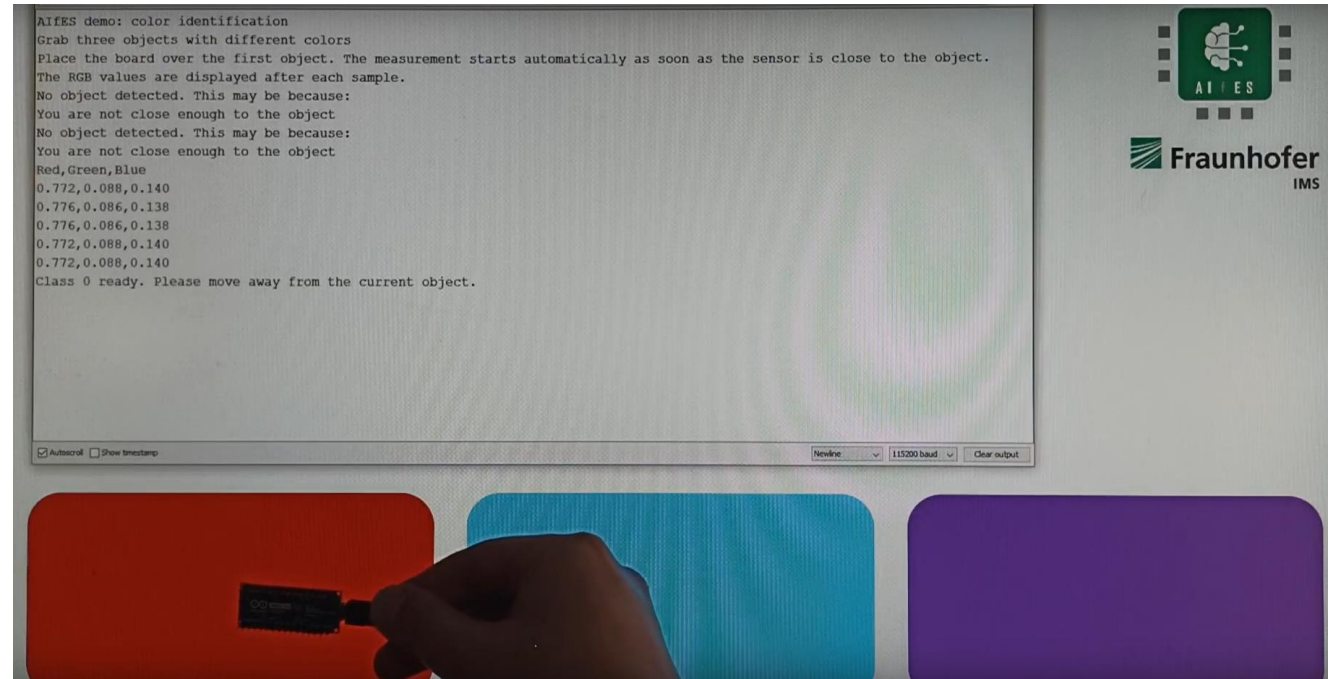 AIfES demo: color identification
Grab three objects with different colors
Place the board over the first object. The measurement starts automatically as soon as the sensor is close to the object.
The RGB values are displayed after each sample.
No object detected. This may be because:
You are not close enough to the object
No object detected. This may be because:
You are not close enough to the object
Red,Green,Blue
0.772,0.088,0.140
0.776,0.086,0.138
0.776,0.086,0.138
0.772,0.088,0.140
0.772,0.088,0.140
Class 0 ready. Please move away from the current object.
Autoscroll Show timestamp
Newline 115200 baud Clear output
AIfES
Fraunhofer
IMS